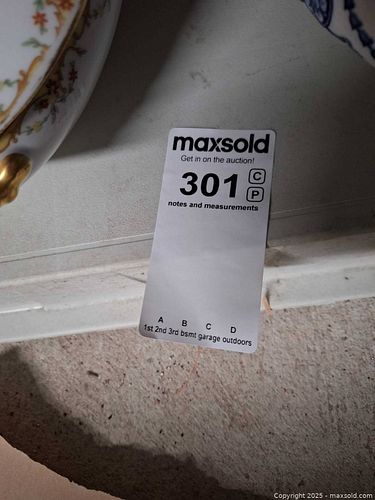 maxsold
Get in on the auction!
301 C
P
notes and measurements
A B C D
1st 2nd 3rd bsmt garage outdoors
Copyright 2025 - maxsold.com